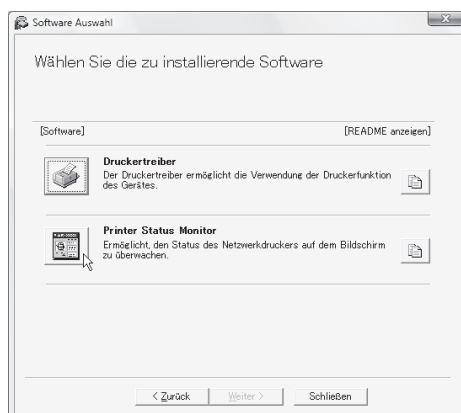 Software Auswahl
Wählen Sie die zu installierende Software
[Software] [README anzeigen]
Druckertreiber
Der Druckertreiber ermöglicht die Verwendung der Druckerfunktion
des Gerätes.
Printer Status Monitor
Ermöglicht, den Status des Netzwerkdruckers auf dem Bildschirm
zu überwachen.
< Zurück Weiter > Schließen